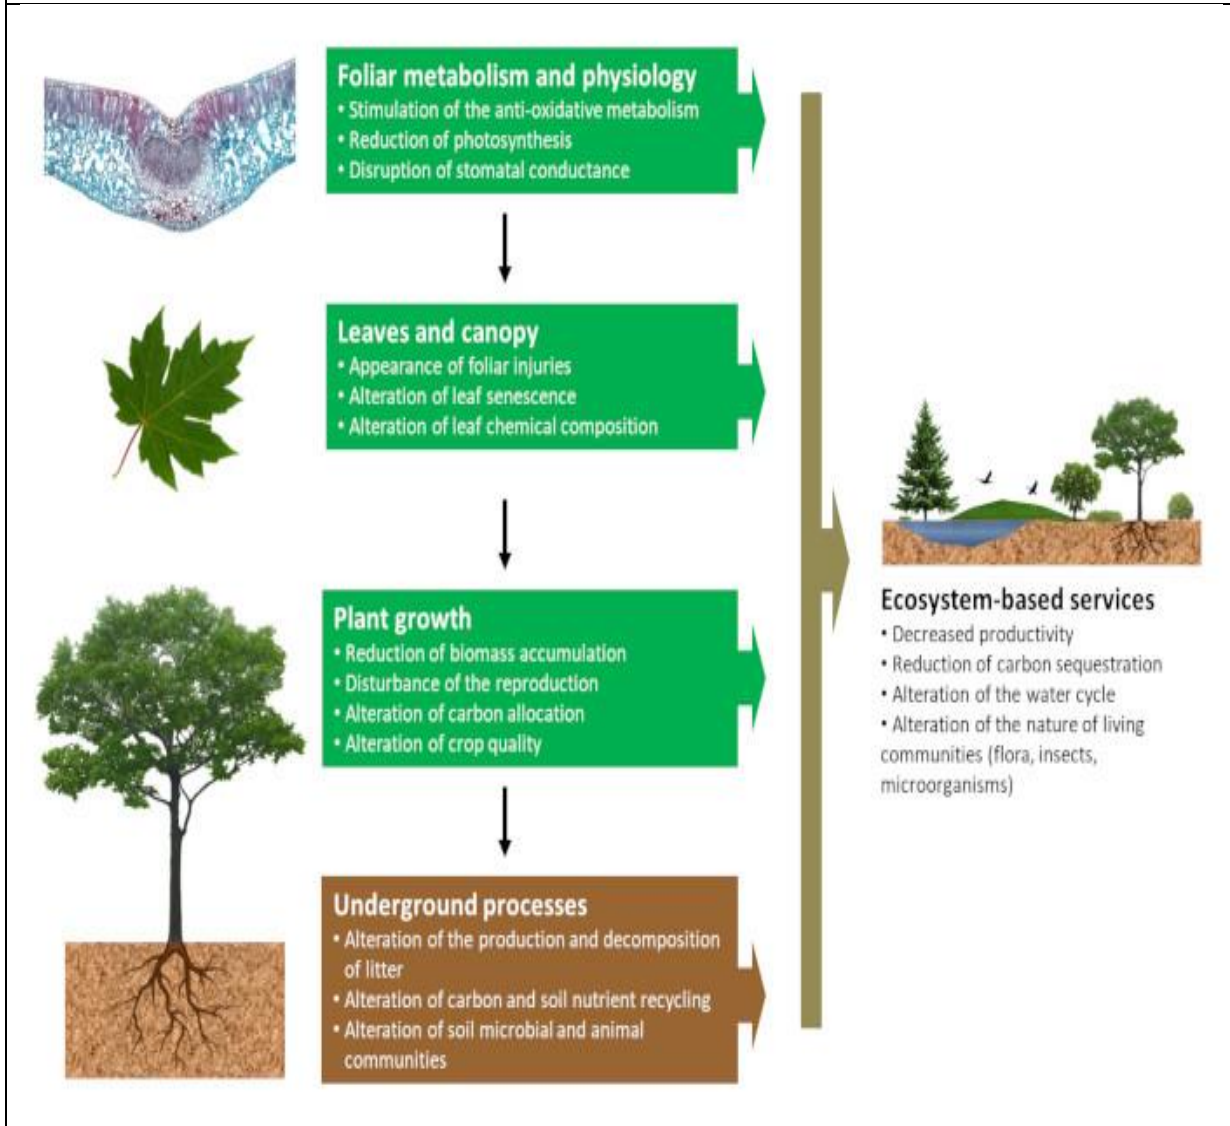 Foliar metabolism and physiology
• Stimulation of the anti-oxidative metabolism
• Reduction of photosynthesis
• Disruption of stomatal conductance
Leaves and canopy
• Appearance of foliar injuries
• Alteration of leaf senescence
• Alteration of leaf chemical composition
Plant growth
• Reduction of biomass accumulation
• Disturbance of the reproduction
• Alteration of carbon allocation
• Alteration of crop quality
Underground processes
• Alteration of the production and decomposition
of litter
• Alteration of carbon and soil nutrient recycling
• Alteration of soil microbial and animal
communities
Ecosystem-based services
• Decreased productivity
• Reduction of carbon sequestration
• Alteration of the water cycle
• Alteration of the nature of living
communities (flora, insects,
microorganisms)